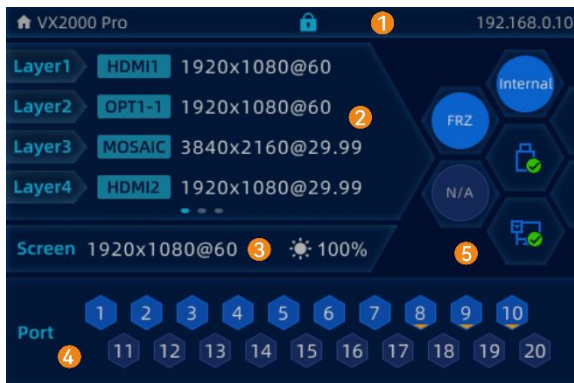 VX2000 Pro 1 192.168.0.10
Layer1 HDMI1 1920x1080@60
Layer2 OPT1-1 1920x1080@60 2
Layer3 MOSAIC 3840x2160@29.99
Layer4 HDMI2 1920x1080@29.99
Internal
FRZ
N/A
Screen 1920x1080@60 3 100% 5
1 2 3 4 5 6 7 8 9 10
Port
4 11 12 13 14 15 16 17 18 19 20